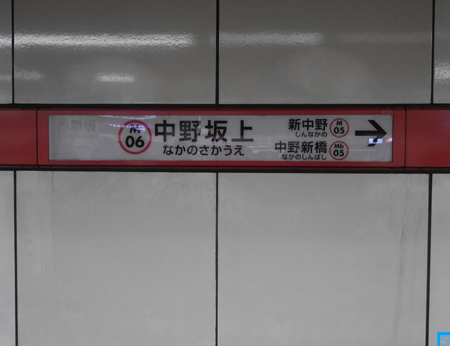 M
06
中野坂上
なかのさかうえ
新中野
しんなかの
M
05
中野新橋
なかのしんばし
Mb
05